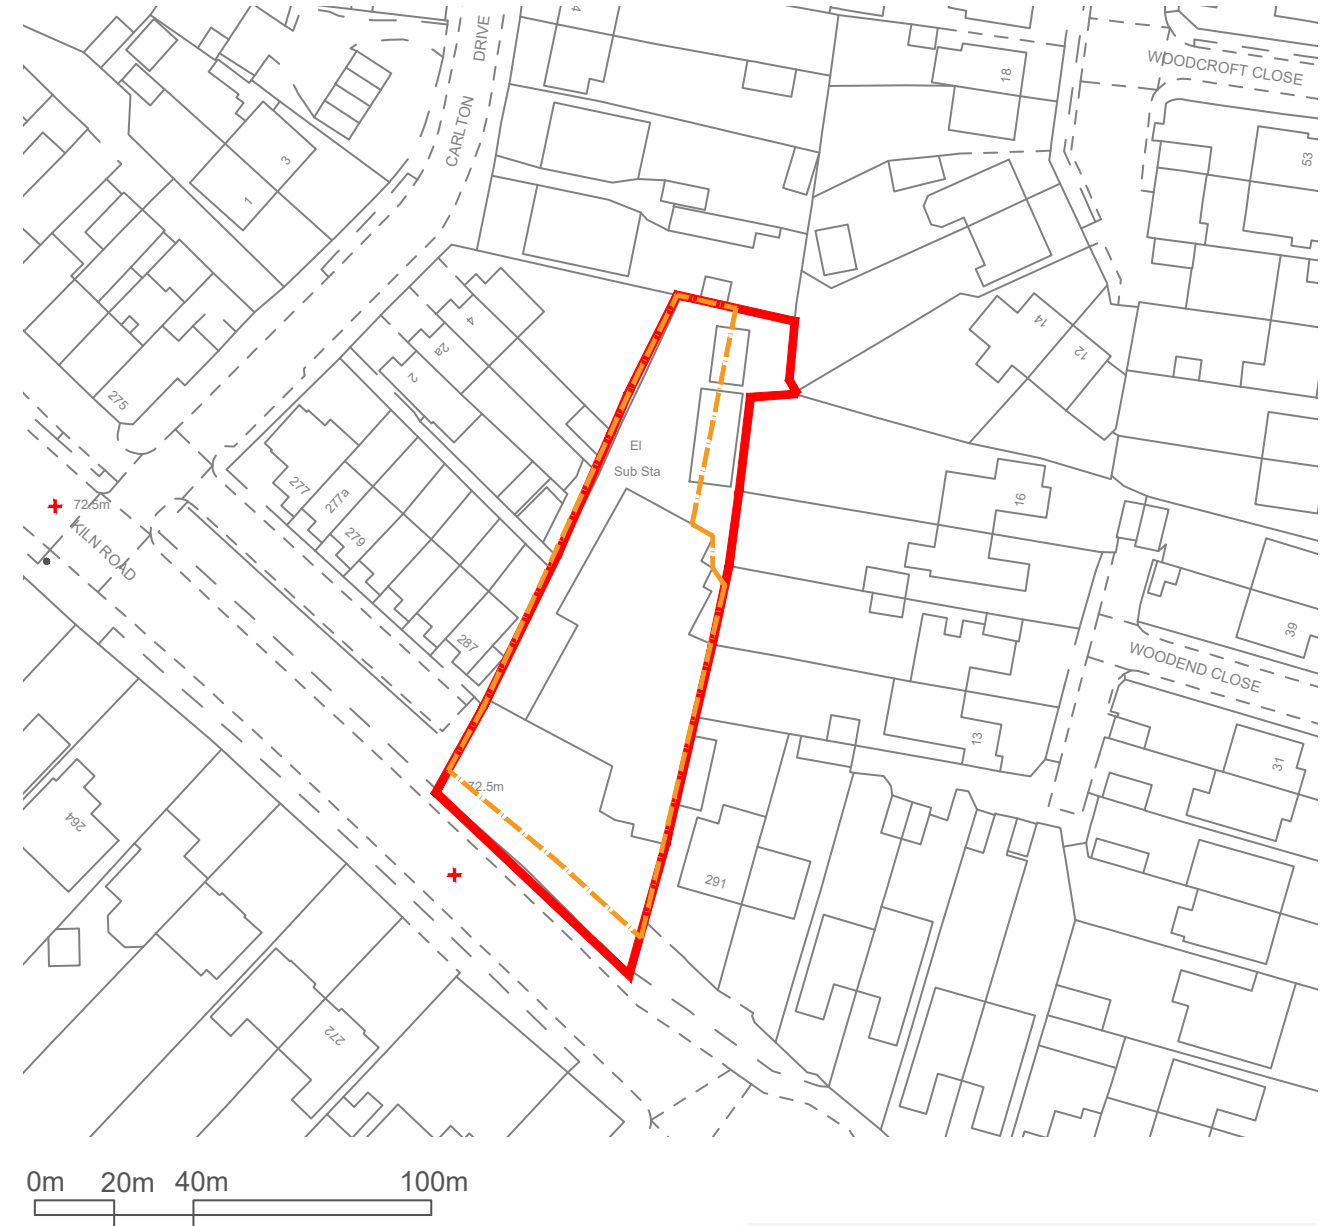 DRIVE
CARLTON
4
18
WOODCROFT CLOSE
53
3
1
4
2a
2
14
12
275
El
Sub Sta
277
277a
279
287
72.5m
KILN ROAD
16
39
WOODEND CLOSE
13
31
72.5m
264
291
272
0m 20m 40m 100m